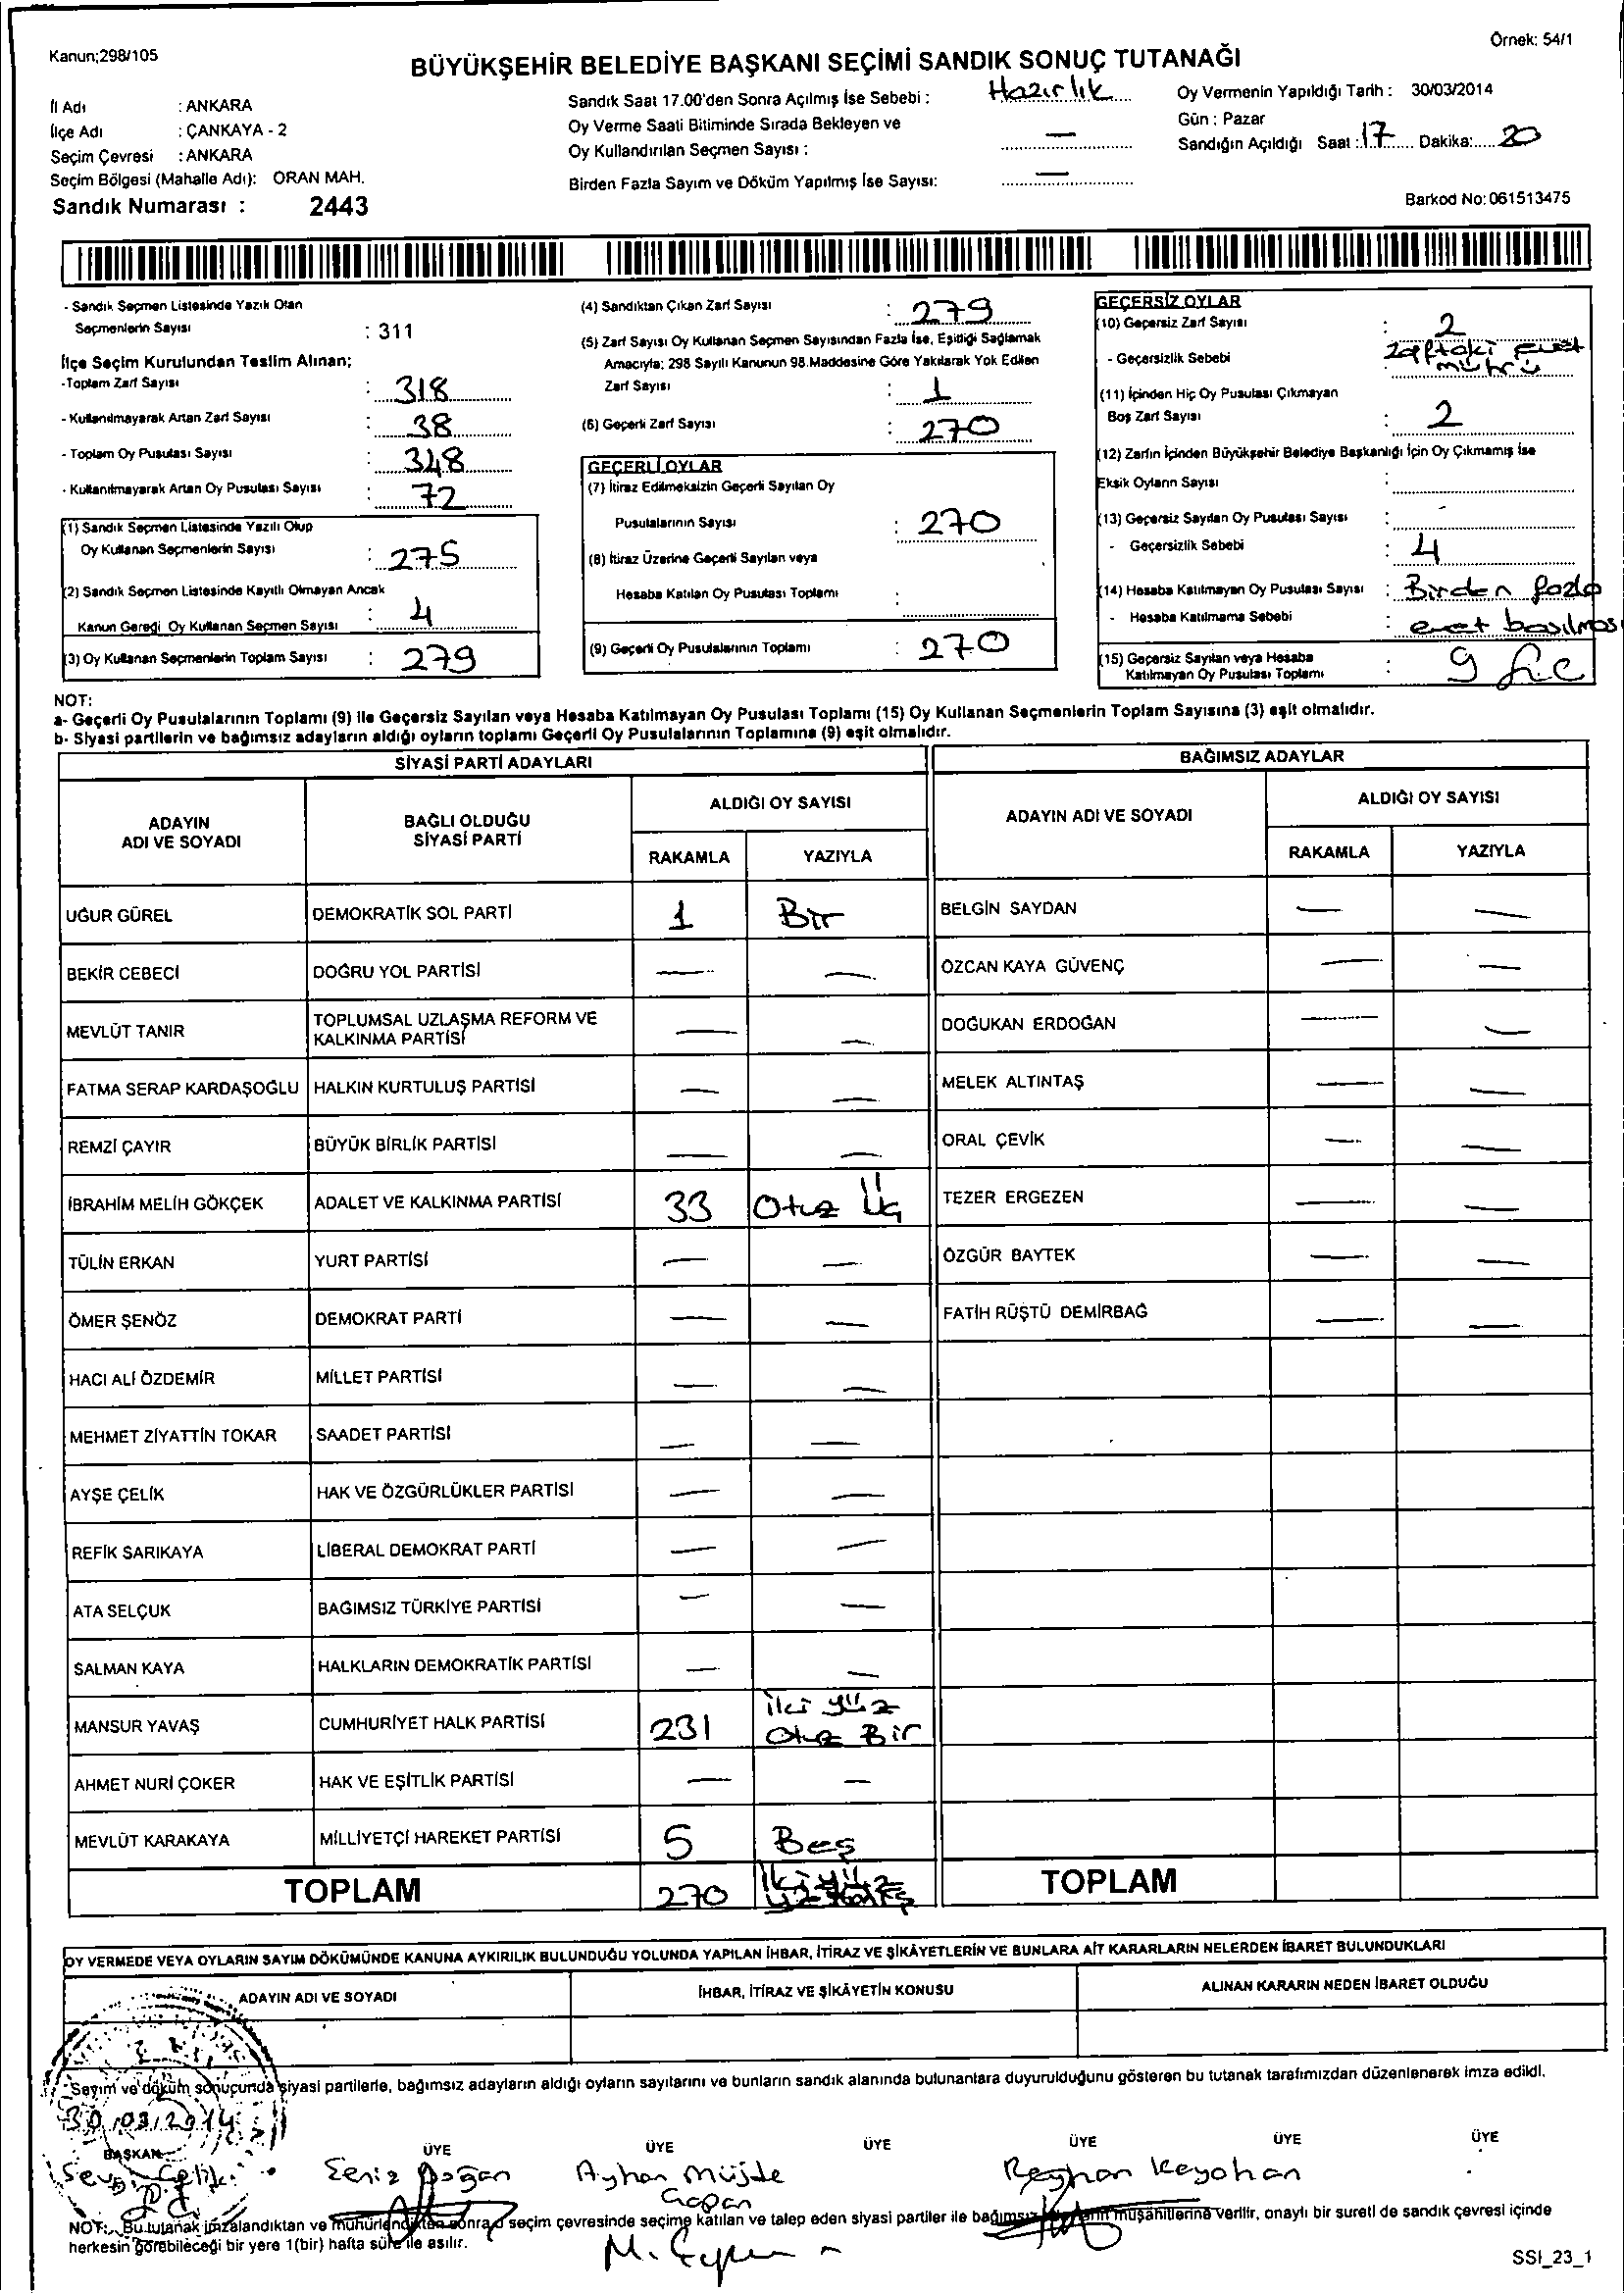 Kanun;298/105
Örnek: 54/1
BÜYÜKŞEHİR BELEDİYE BAŞKANI SEÇİMİ SANDIK SONUÇ TUTANAĞI
İl Adı : ANKARA
İlçe Adı : ÇANKAYA - 2
Seçim Çevresi : ANKARA
Seçim Bölgesi (Mahalle Adı): ORAN MAH.
Sandık Numarası : 2443
Sandık Saat 17.00'den Sonra Açılmış İse Sebebi : Hazırlık
Oy Verme Saati Bitiminde Sırada Bekleyen ve
Oy Kullandırılan Seçmen Sayısı : —
Birden Fazla Sayım ve Döküm Yapılmış İse Sayısı: —
Oy Vermenin Yapıldığı Tarih : 30/03/2014
Gün : Pazar
Sandığın Açıldığı Saat : 17 Dakika: 20
Barkod No: 061513475
- Sandık Seçmen Listesinde Yazılı Olan
Seçmenlerin Sayısı : 311
İlçe Seçim Kurulundan Teslim Alınan;
-Toplam Zarf Sayısı : 318
- Kullanılmayarak Artan Zarf Sayısı : 38
- Toplam Oy Pusulası Sayısı : 348
- Kullanılmayarak Artan Oy Pusulası Sayısı : 72
(1) Sandık Seçmen Listesinde Yazılı Olup
Oy Kullanan Seçmenlerin Sayısı : 275
(2) Sandık Seçmen Listesinde Kayıtlı Olmayan Ancak
Kanun Gereği Oy Kullanan Seçmen Sayısı : 4
(3) Oy Kullanan Seçmenlerin Toplam Sayısı : 279
(4) Sandıktan Çıkan Zarf Sayısı : 279
(5) Zarf Sayısı Oy Kullanan Seçmen Sayısından Fazla İse, Eşitliği Sağlamak
Amacıyla; 298 Sayılı Kanunun 98.Maddesine Göre Yakılarak Yok Edilen
Zarf Sayısı : 1
(6) Geçerli Zarf Sayısı : 270
GEÇERLİ OYLAR
(7) İtiraz Edilmeksizin Geçerli Sayılan Oy
Pusulalarının Sayısı : 270
(8) İtiraz Üzerine Geçerli Sayılan veya
Hesaba Katılan Oy Pusulası Toplamı :
(9) Geçerli Oy Pusulalarının Toplamı : 270
GEÇERSİZ OYLAR
(10) Geçersiz Zarf Sayısı : 2
- Geçersizlik Sebebi : Zarftaki Evet
mührü
(11) İçinden Hiç Oy Pusulası Çıkmayan
Boş Zarf Sayısı : 2
(12) Zarfın İçinden Büyükşehir Belediye Başkanlığı İçin Oy Çıkmamış İse
Eksik Oyların Sayısı :
(13) Geçersiz Sayılan Oy Pusulası Sayısı :
- Geçersizlik Sebebi : 4
(14) Hesaba Katılmayan Oy Pusulası Sayısı : Birden fazla
- Hesaba Katılmama Sebebi : evet basılmas
(15) Geçersiz Sayılan veya Hesaba
Katılmayan Oy Pusulası Toplamı : 9
NOT:
a- Geçerli Oy Pusulalarının Toplamı (9) ile Geçersiz Sayılan veya Hesaba Katılmayan Oy Pusulası Toplamı (15) Oy Kullanan Seçmenlerin Toplam Sayısına (3) eşit olmalıdır.
b- Siyasi partilerin ve bağımsız adayların aldığı oyların toplamı Geçerli Oy Pusulalarının Toplamına (9) eşit olmalıdır.
SİYASİ PARTİ ADAYLARI
ADAYIN
ADI VE SOYADI
BAĞLI OLDUĞU
SİYASİ PARTİ
ALDIĞI OY SAYISI
RAKAMLA YAZIYLA
UĞUR GÜREL DEMOKRATİK SOL PARTİ 1 Bir
BEKİR CEBECİ DOĞRU YOL PARTİSİ — —
MEVLÜT TANIR TOPLUMSAL UZLAŞMA REFORM VE
KALKINMA PARTİSİ — —
FATMA SERAP KARDAŞOĞLU HALKIN KURTULUŞ PARTİSİ — —
REMZİ ÇAYIR BÜYÜK BİRLİK PARTİSİ — —
İBRAHİM MELİH GÖKÇEK ADALET VE KALKINMA PARTİSİ 33 Otuz Üç
TÜLİN ERKAN YURT PARTİSİ — —
ÖMER ŞENÖZ DEMOKRAT PARTİ — —
HACI ALİ ÖZDEMİR MİLLET PARTİSİ — —
MEHMET ZİYATTİN TOKAR SAADET PARTİSİ — —
AYŞE ÇELİK HAK VE ÖZGÜRLÜKLER PARTİSİ — —
REFİK SARIKAYA LİBERAL DEMOKRAT PARTİ — —
ATA SELÇUK BAĞIMSIZ TÜRKİYE PARTİSİ — —
SALMAN KAYA HALKLARIN DEMOKRATİK PARTİSİ — —
MANSUR YAVAŞ CUMHURİYET HALK PARTİSİ 231 İki yüz
Otuz Bir
AHMET NURİ ÇOKER HAK VE EŞİTLİK PARTİSİ — —
MEVLÜT KARAKAYA MİLLİYETÇİ HAREKET PARTİSİ 5 Beş
TOPLAM 270 İkiyüz
BAĞIMSIZ ADAYLAR
ADAYIN ADI VE SOYADI
ALDIĞI OY SAYISI
RAKAMLA YAZIYLA
BELGİN SAYDAN — —
ÖZCAN KAYA GÜVENÇ — —
DOĞUKAN ERDOĞAN — —
MELEK ALTINTAŞ — —
ORAL ÇEVİK — —
TEZER ERGEZEN — —
ÖZGÜR BAYTEK — —
FATİH RÜŞTÜ DEMİRBAĞ — —
TOPLAM
OY VERMEDE VEYA OYLARIN SAYIM DÖKÜMÜNDE KANUNA AYKIRILIK BULUNDUĞU YOLUNDA YAPILAN İHBAR, İTİRAZ VE ŞİKÂYETLERİN VE BUNLARA AİT KARARLARIN NELERDEN İBARET BULUNDUKLARI
ADAYIN ADI VE SOYADI İHBAR, İTİRAZ VE ŞİKÂYETİN KONUSU ALINAN KARARIN NEDEN İBARET OLDUĞU
Sayım ve döküm sonucunda siyasi partilerle, bağımsız adayların aldığı oyların sayılarını ve bunların sandık alanında bulunanlara duyurulduğunu gösteren bu tutanak tarafımızdan düzenlenerek imza edildi.
30/03/2014
BAŞKAN ÜYE ÜYE ÜYE ÜYE ÜYE ÜYE
Doğan Ayhan Müjde Reyhan Keyohan
NOT: Bu tutanak imzalandıktan ve mühürlendikten sonra seçim çevresinde seçime katılan ve talep eden siyasi partiler ile bağımsız müşahitlerine verilir, onaylı bir sureti de sandık çevresi içinde
herkesin görebileceği bir yere 1(bir) hafta süre ile asılır.
SSI_23_1